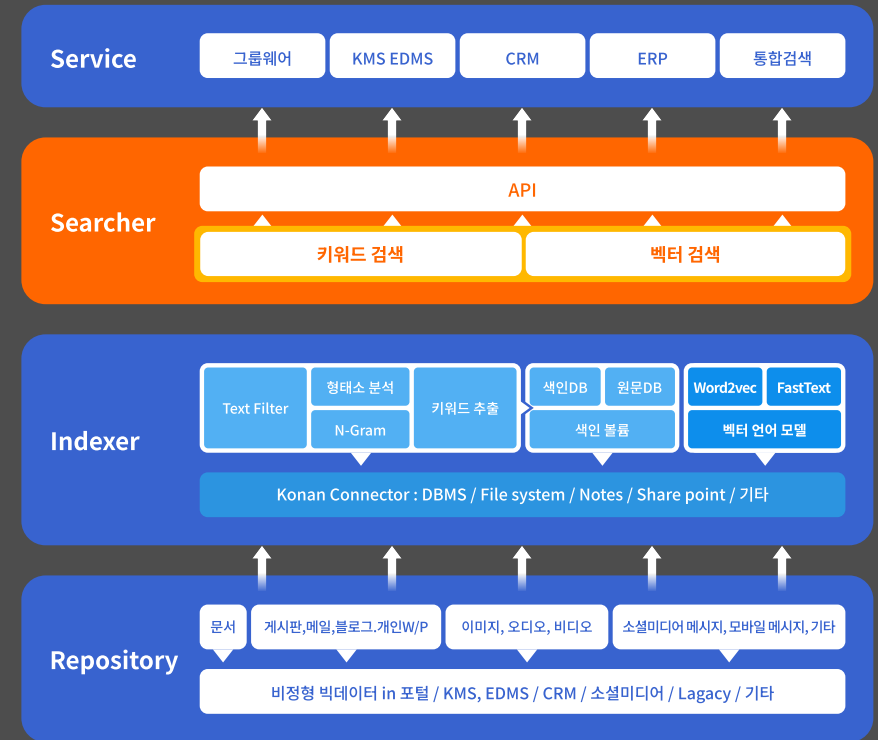 Service
그룹웨어
KMS EDMS
CRM
ERP
통합검색
Searcher
API
키워드 검색
벡터 검색
Indexer
Text Filter
형태소 분석
N-Gram
키워드 추출
색인DB
원문DB
색인 볼륨
Word2vec
FastText
벡터 언어 모델
Konan Connector : DBMS / File system / Notes / Share point / 기타
Repository
문서
게시판,메일,블로그.개인W/P
이미지, 오디오, 비디오
소셜미디어 메시지, 모바일 메시지, 기타
비정형 빅데이터 in 포털 / KMS, EDMS / CRM / 소셜미디어 / Lagacy / 기타